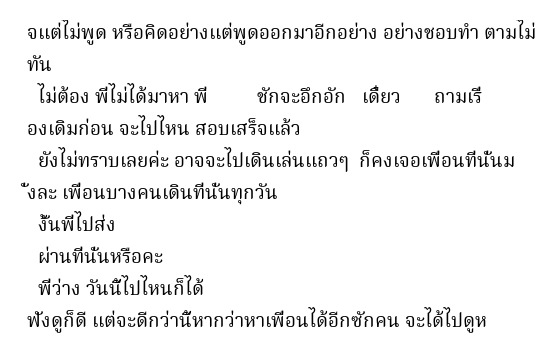 จแต่ไม่พูด หรือคิดอย่างแต่พูดออกมาอีกอย่าง อย่างชอบทำ ตามไม่
ทัน
ไม่ต้อง พี่ไม่ได้มาหา พี่ ชักจะอึกอัก เดี๋ยว ถามเรื่
องเดิมก่อน จะไปไหน สอบเสร็จแล้ว
ยังไม่ทราบเลยค่ะ อาจจะไปเดินเล่นแถวๆ ก็คงเจอเพื่อนที่นั่นม
ั่งละ เพื่อนบางคนเดินที่นั่นทุกวัน
งั้นพี่ไปส่ง
ผ่านที่นั่นหรือคะ
พี่ว่าง วันนี้ไปไหนก็ได้
ฟังดูก็ดี แต่จะดีกว่านี้หากว่าหาเพื่อนได้อีกซักคน จะได้ไปดูห